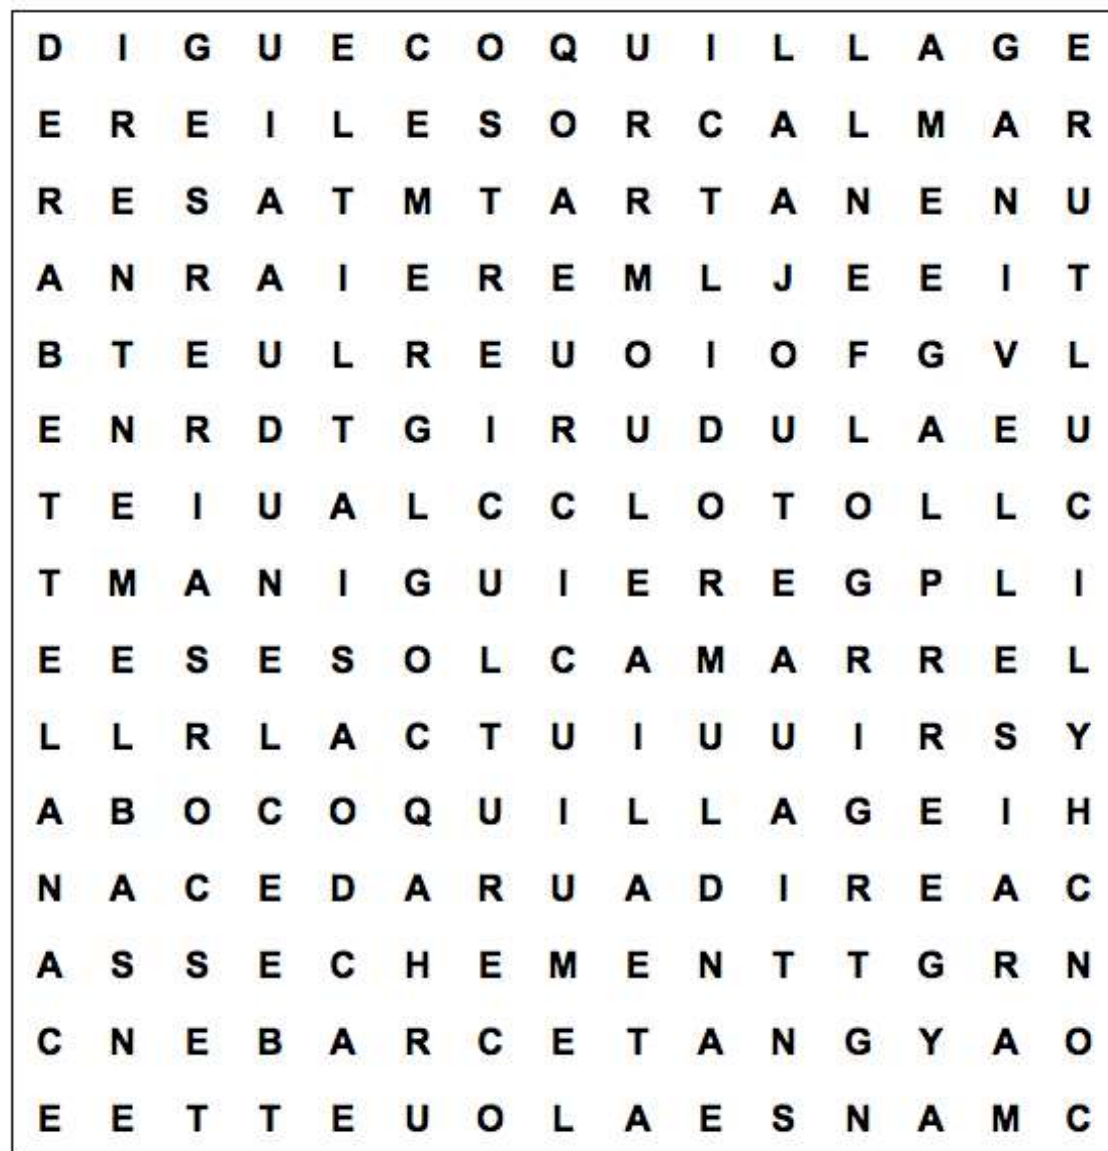 D I G U E C O Q U I L L A G E
E R E I L E S O R C A L M A R
R E S A T M T A R T A N E N U
A N R A I E R E M L J E E I T
B T E U L R E U O I O F G V L
E N R D T G I R U D U L A E U
T E I U A L C C L O T O L L C
T M A N I G U I E R E G P L I
E E S E S O L C A M A R R E L
L L R L A C T U I U U I R S Y
A B O C O Q U I L L A G E I H
N A C E D A R U A D I R E A C
A S S E C H E M E N T T G R N
C N E B A R C E T A N G Y A O
E E T T E U O L A E S N A M C